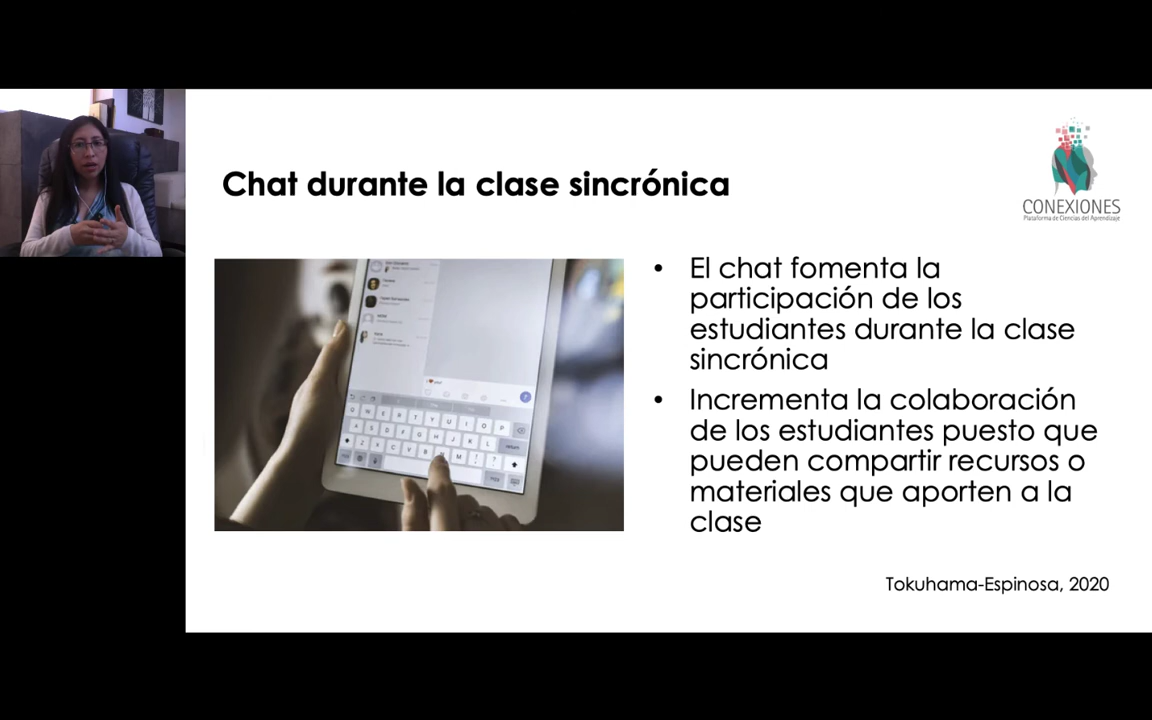 Chat durante la clase sincrónica
CONEXIONES
Plataforma de Ciencias del Aprendizaje
• El chat fomenta la
participación de los
estudiantes durante la clase
sincrónica
• Incrementa la colaboración
de los estudiantes puesto que
pueden compartir recursos o
materiales que aporten a la
clase
Tokuhama-Espinosa, 2020